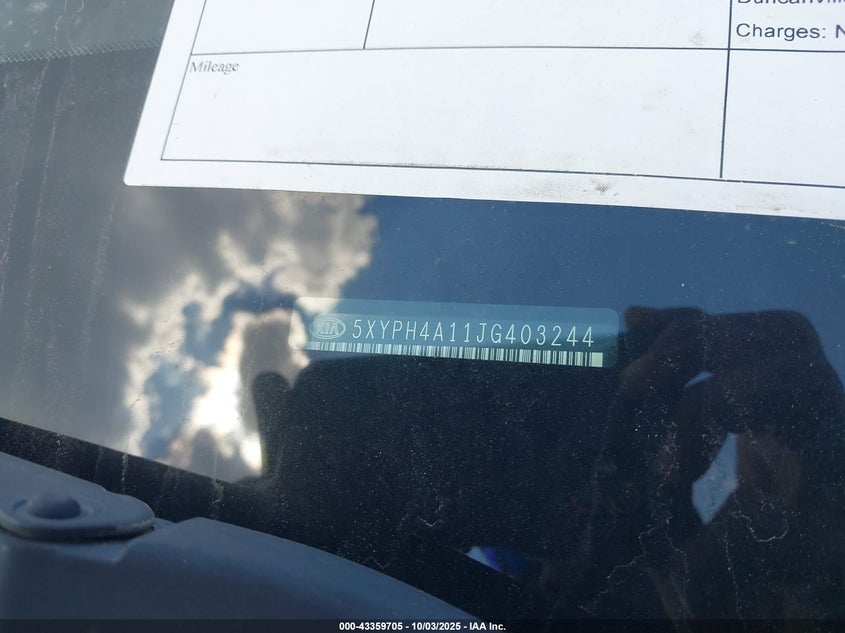 Charges: N
Mileage
KIA 5XYPH4A11JG403244
000-43359705 - 10/03/2025 - IAA Inc.